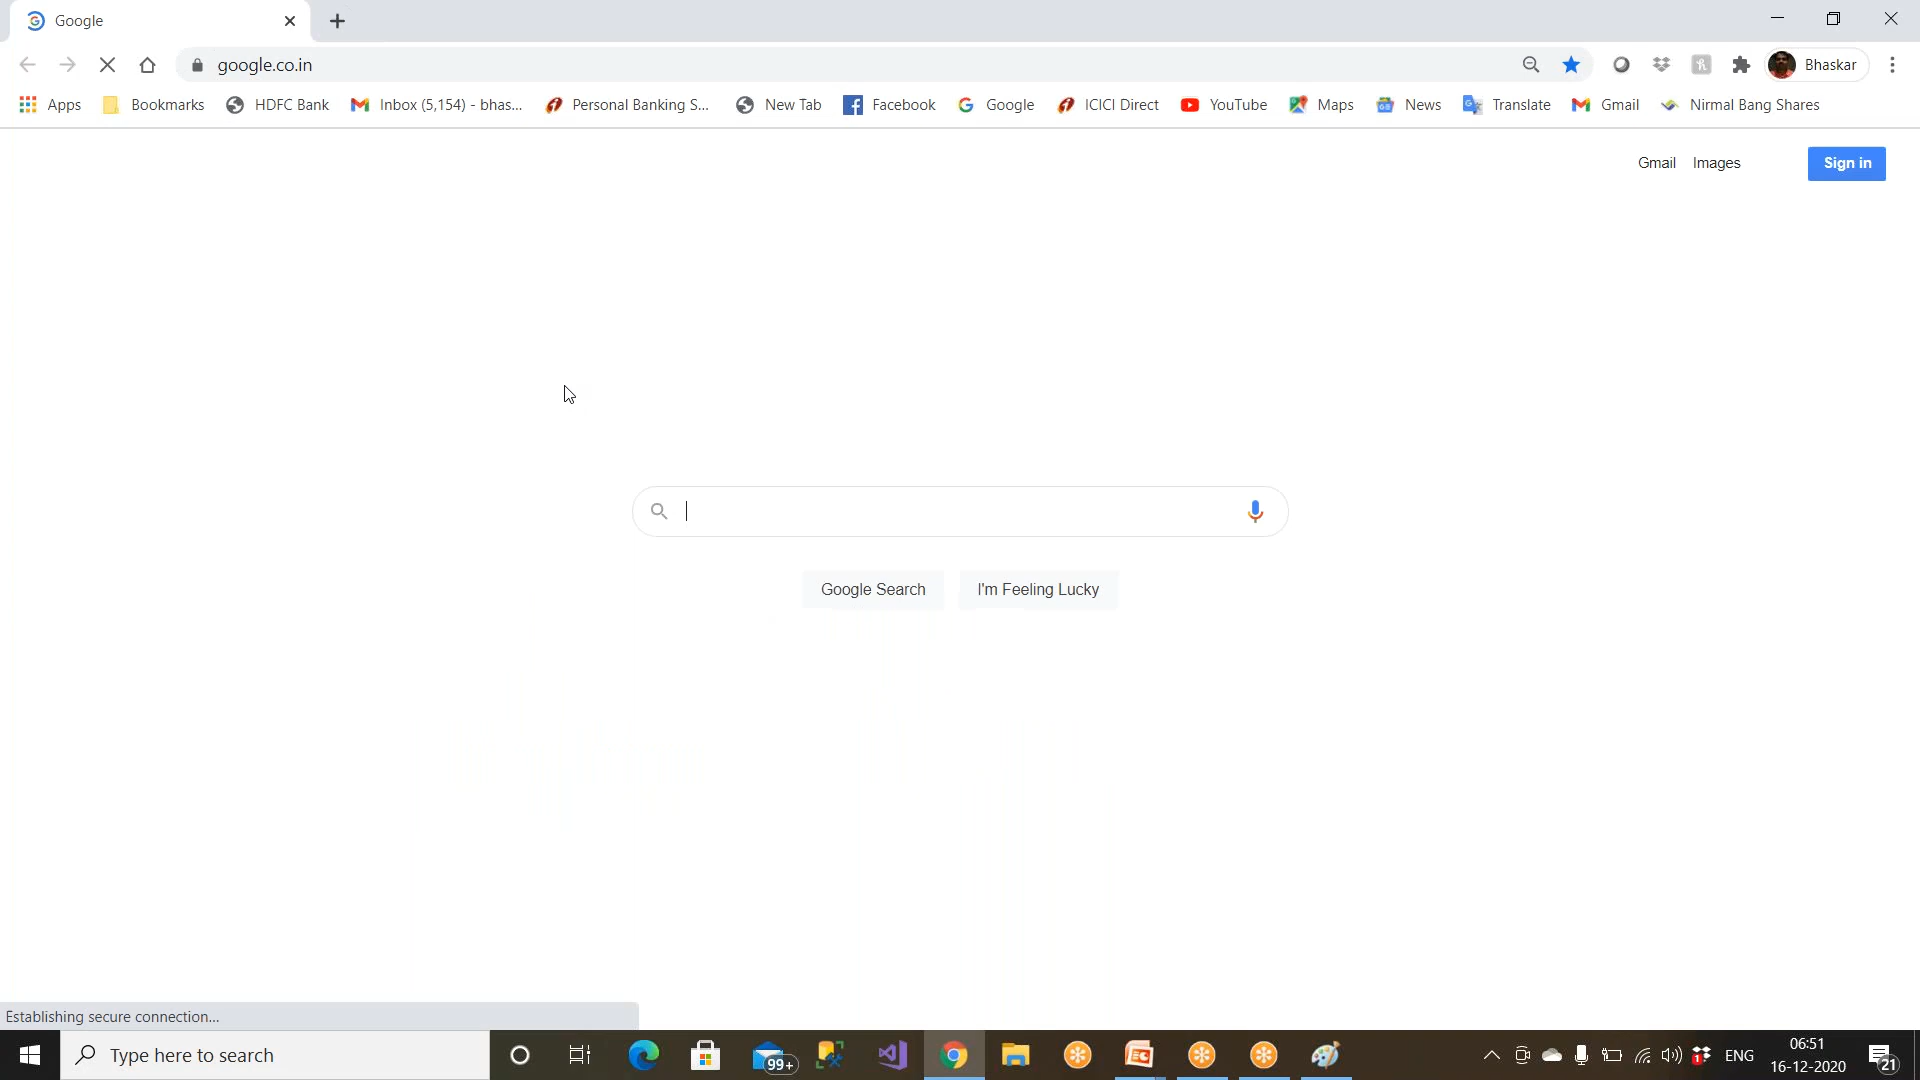 Google
google.co.in
Bhaskar
Apps Bookmarks HDFC Bank Inbox (5,154) - bhas... Personal Banking S... New Tab Facebook Google ICICI Direct YouTube Maps News Translate Gmail Nirmal Bang Shares
Gmail Images Sign in
Google Search I'm Feeling Lucky
Establishing secure connection...
Type here to search 99+ 1 ENG 06:51
16-12-2020 21